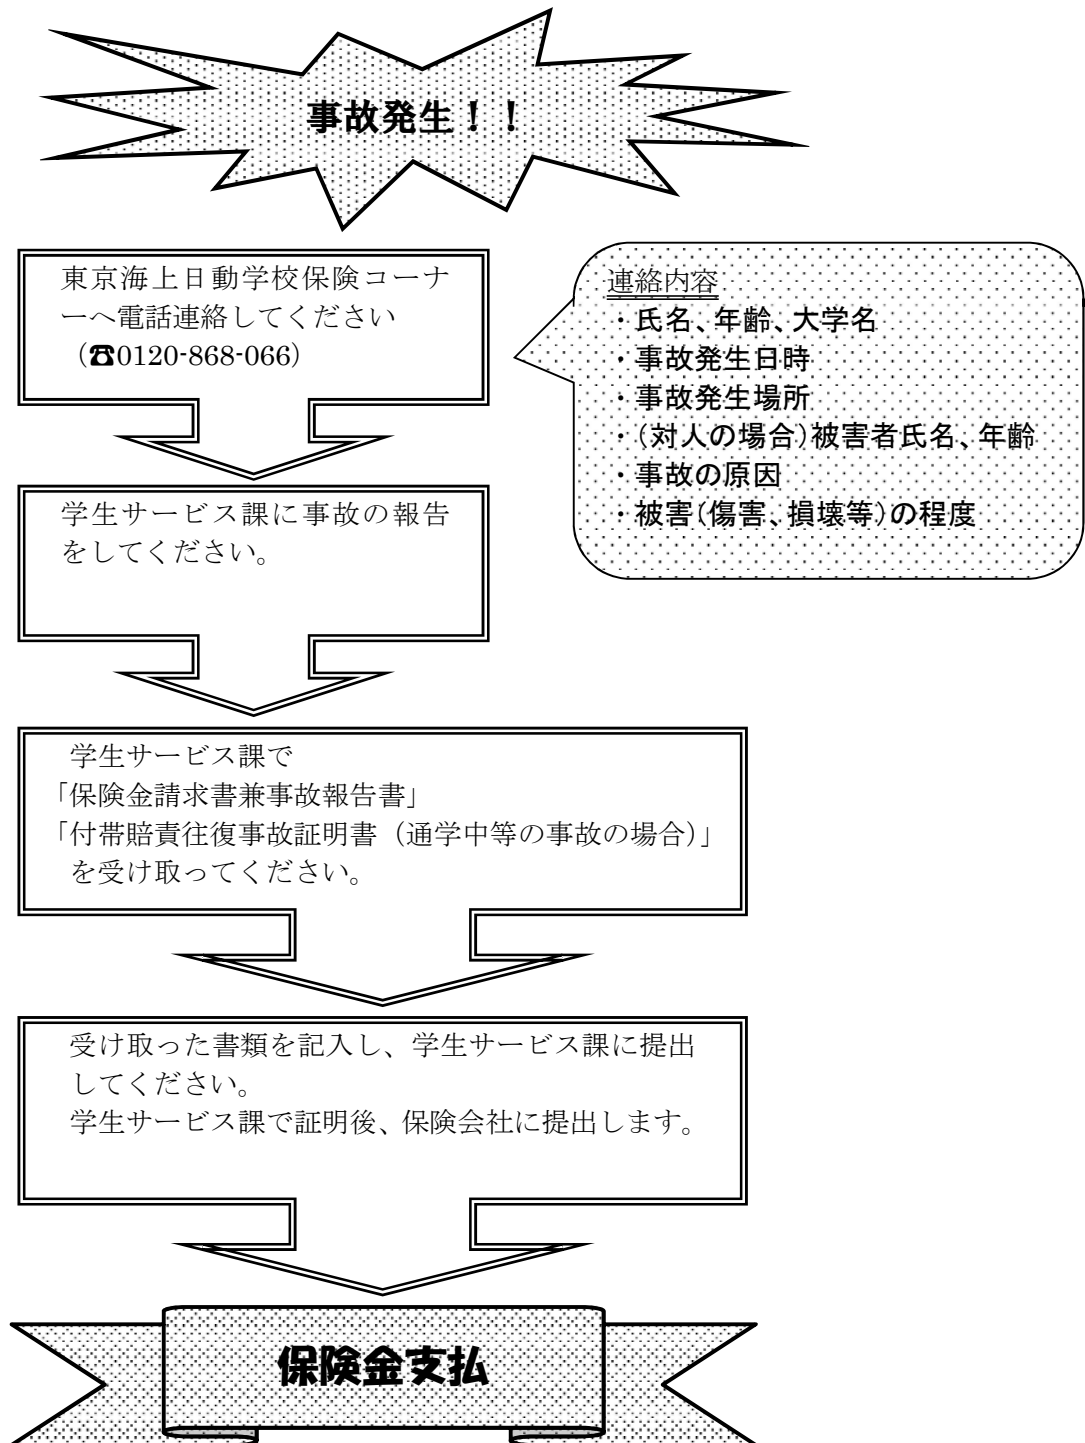 事故発生！！
東京海上日動学校保険コーナ
ーへ電話連絡してください
（☎0120-868-066）
連絡内容
・氏名、年齢、大学名
・事故発生日時
・事故発生場所
・(対人の場合)被害者氏名、年齢
・事故の原因
・被害(傷害、損壊等)の程度
学生サービス課に事故の報告
をしてください。
学生サービス課で
「保険金請求書兼事故報告書」
「付帯賠責往復事故証明書（通学中等の事故の場合）」
を受け取ってください。
受け取った書類を記入し、学生サービス課に提出
してください。
学生サービス課で証明後、保険会社に提出します。
保険金支払